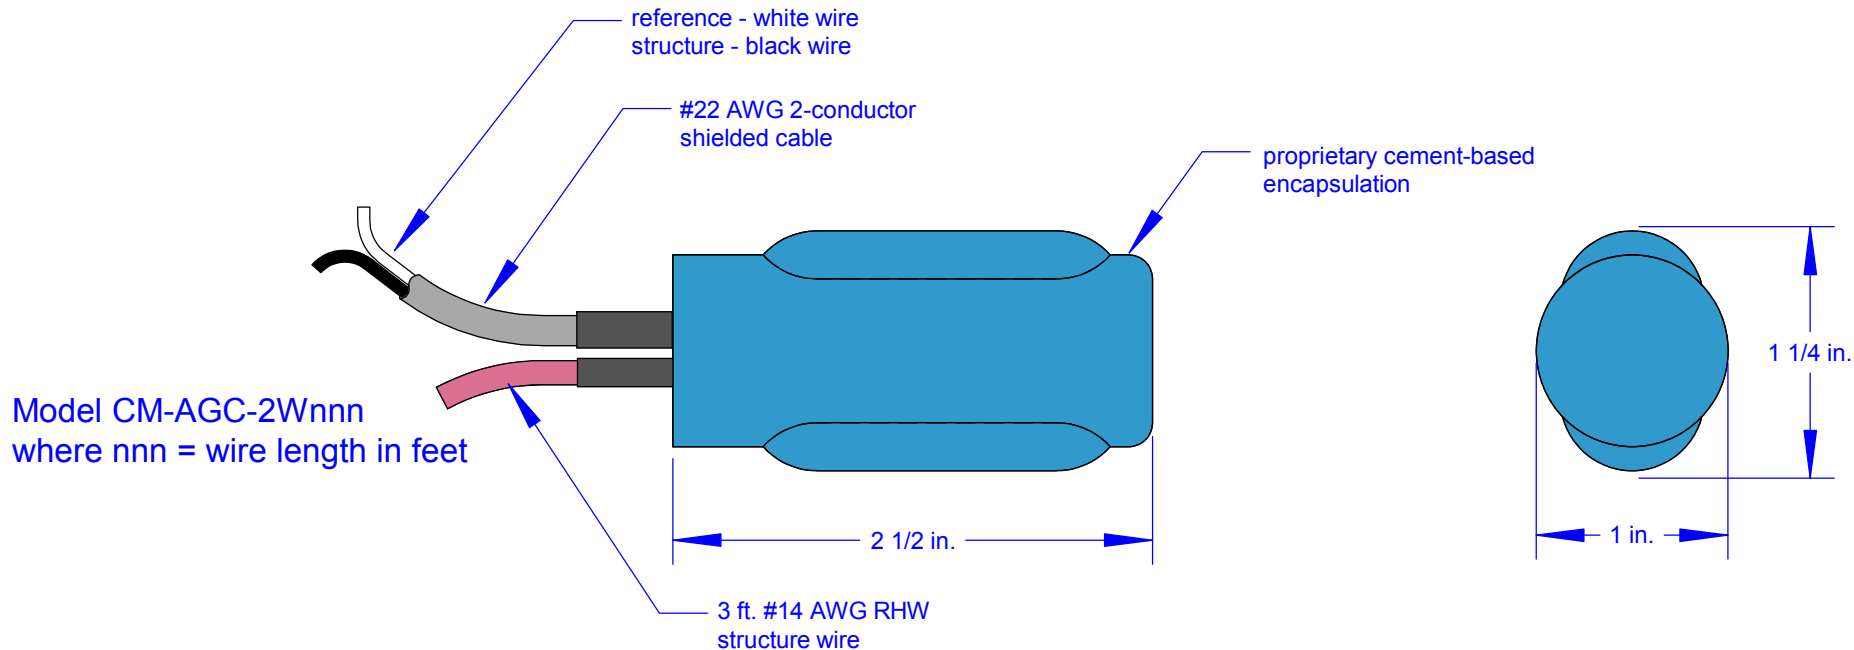 reference - white wire
structure - black wire
#22 AWG 2-conductor
shielded cable
proprietary cement-based
encapsulation
1 1/4 in.
Model CM-AGC-2Wnnn
where nnn = wire length in feet
2 1/2 in.
1 in.
3 ft. #14 AWG RHW
structure wire